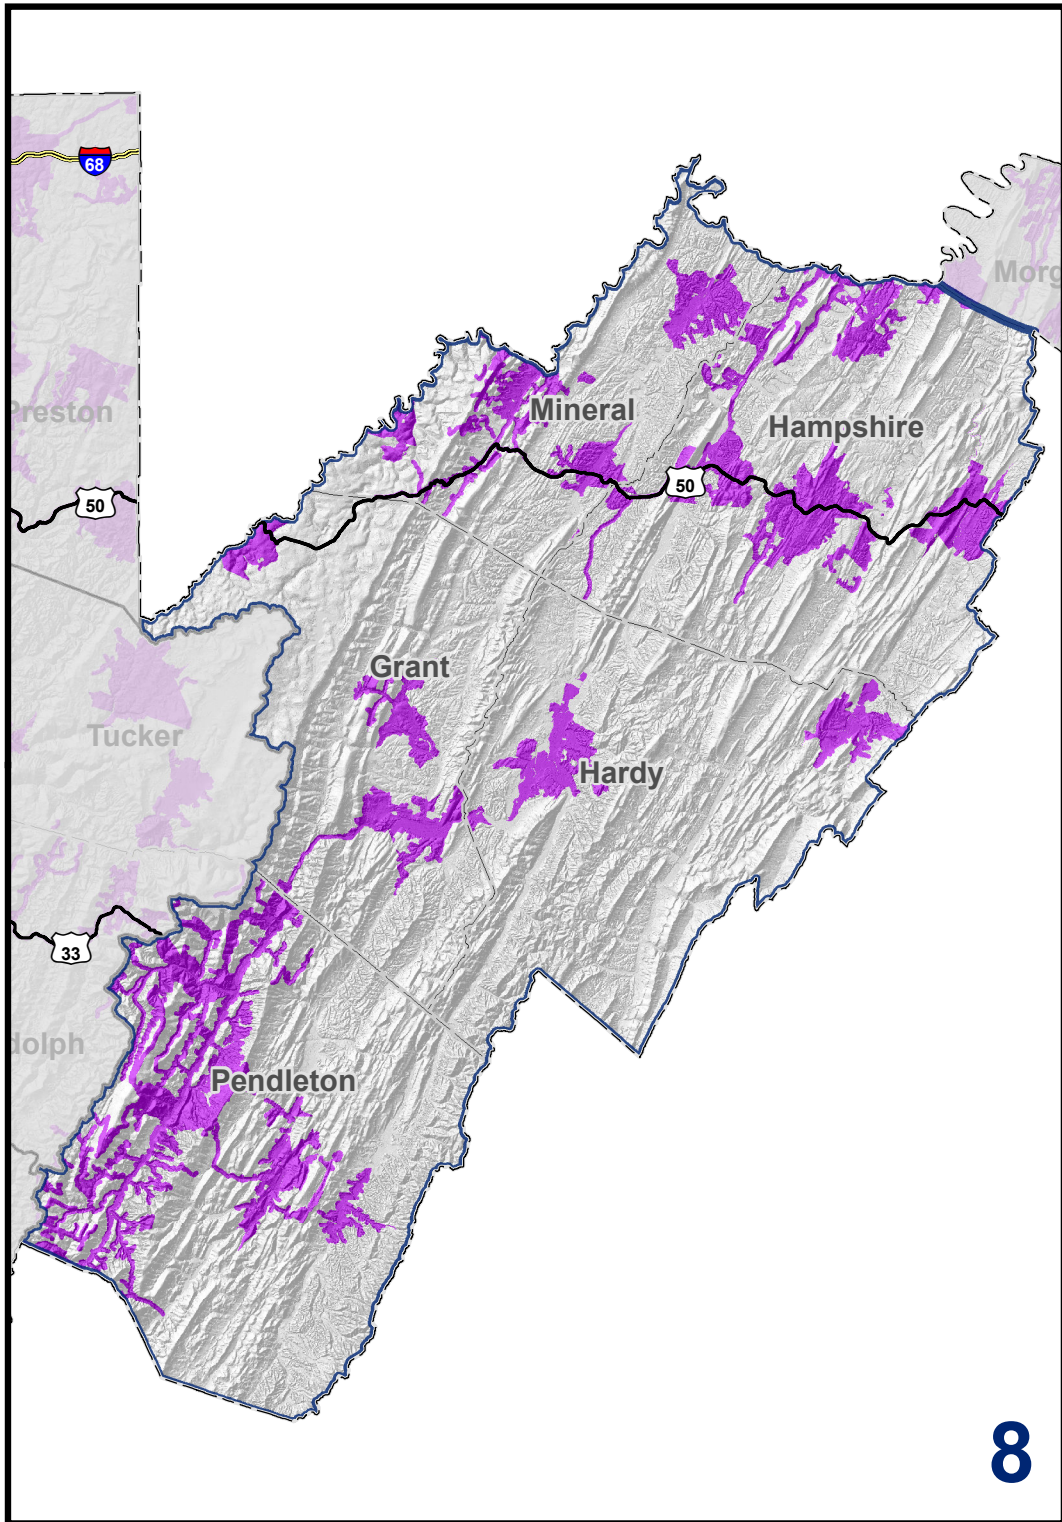 68
Morg
Preston
Mineral
Hampshire
50
50
Grant
Tucker
Hardy
33
dolph
Pendleton
8